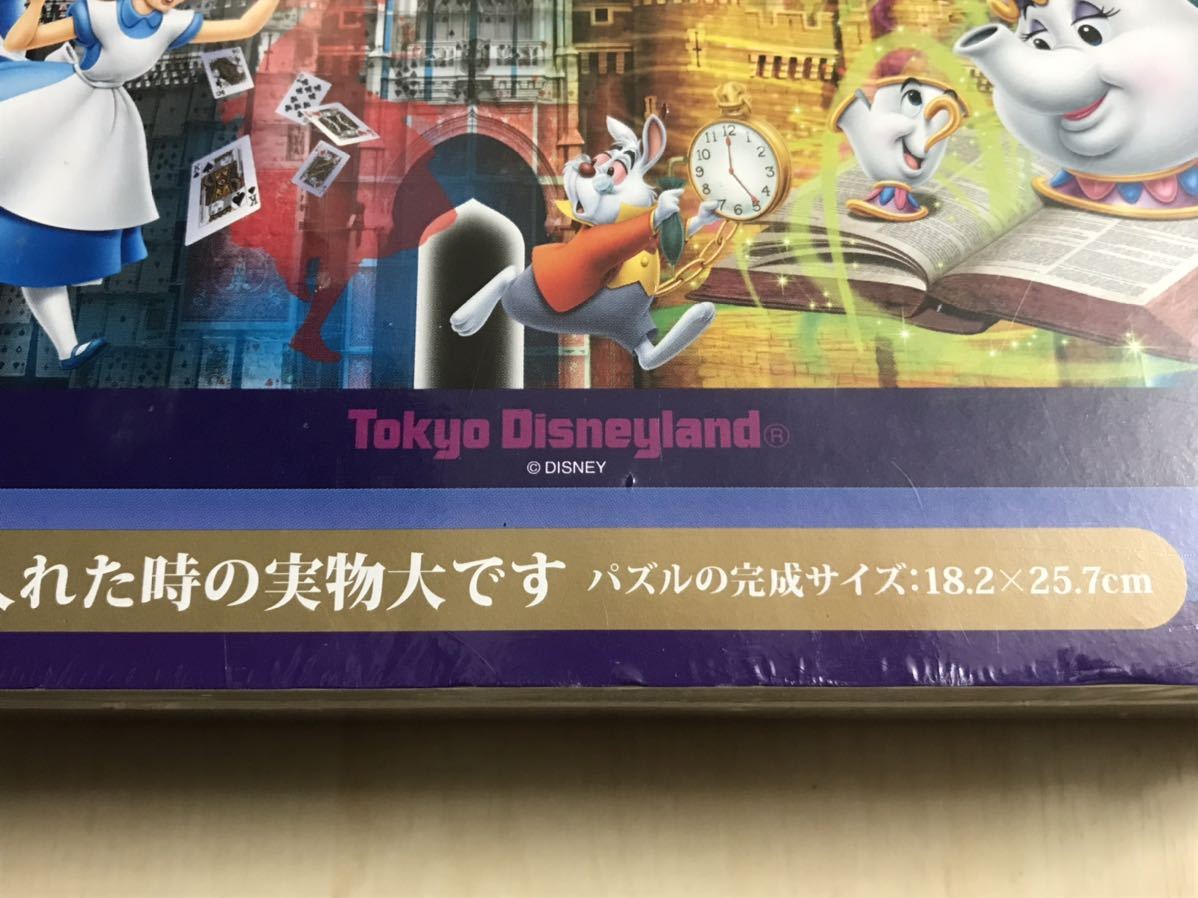 Tokyo Disneyland®
© DISNEY
れた時の実物大です パズルの完成サイズ:18.2×25.7cm